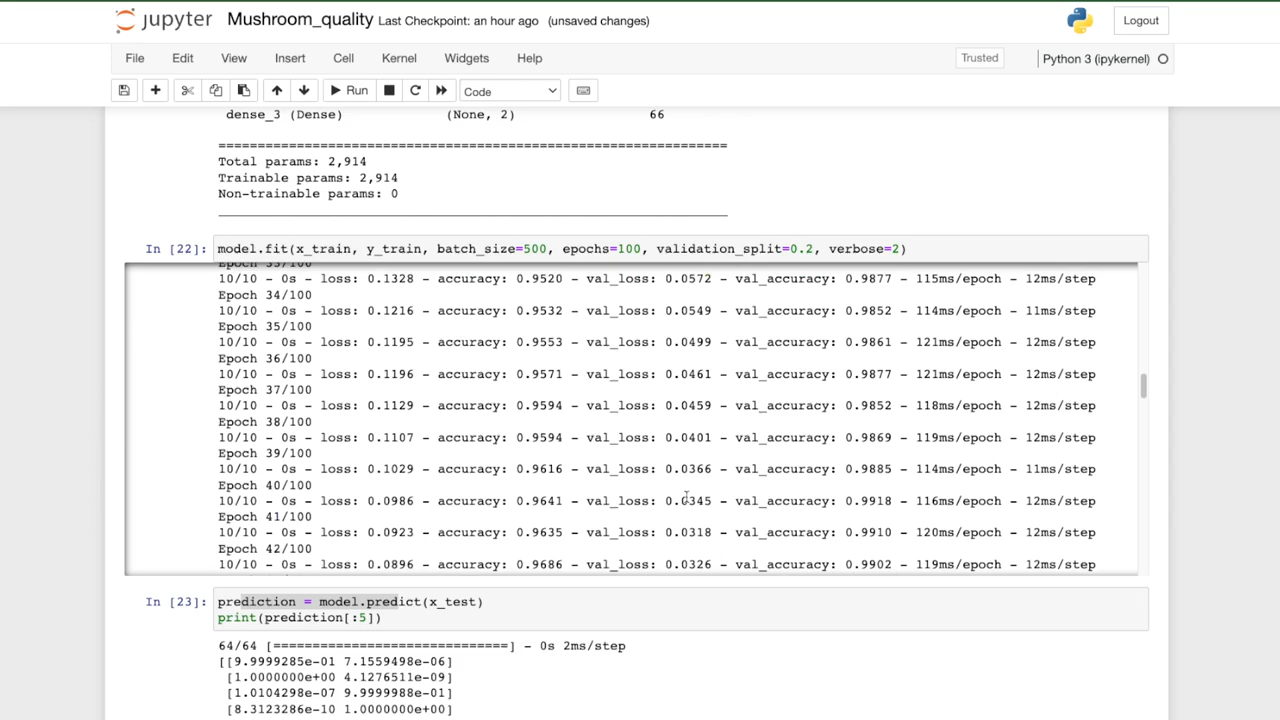 jupyter Mushroom_quality Last Checkpoint: an hour ago (unsaved changes) Logout
File Edit View Insert Cell Kernel Widgets Help Trusted Python 3 (ipykernel)
Run Code
dense_3 (Dense) (None, 2) 66
=================================================================
Total params: 2,914
Trainable params: 2,914
Non-trainable params: 0
_________________________________________________________________
In [22]: model.fit(x_train, y_train, batch_size=500, epochs=100, validation_split=0.2, verbose=2)
Epoch 33/100
10/10 - 0s - loss: 0.1328 - accuracy: 0.9520 - val_loss: 0.0572 - val_accuracy: 0.9877 - 115ms/epoch - 12ms/step
Epoch 34/100
10/10 - 0s - loss: 0.1216 - accuracy: 0.9532 - val_loss: 0.0549 - val_accuracy: 0.9852 - 114ms/epoch - 11ms/step
Epoch 35/100
10/10 - 0s - loss: 0.1195 - accuracy: 0.9553 - val_loss: 0.0499 - val_accuracy: 0.9861 - 121ms/epoch - 12ms/step
Epoch 36/100
10/10 - 0s - loss: 0.1196 - accuracy: 0.9571 - val_loss: 0.0461 - val_accuracy: 0.9877 - 121ms/epoch - 12ms/step
Epoch 37/100
10/10 - 0s - loss: 0.1129 - accuracy: 0.9594 - val_loss: 0.0459 - val_accuracy: 0.9852 - 118ms/epoch - 12ms/step
Epoch 38/100
10/10 - 0s - loss: 0.1107 - accuracy: 0.9594 - val_loss: 0.0401 - val_accuracy: 0.9869 - 119ms/epoch - 12ms/step
Epoch 39/100
10/10 - 0s - loss: 0.1029 - accuracy: 0.9616 - val_loss: 0.0366 - val_accuracy: 0.9885 - 114ms/epoch - 11ms/step
Epoch 40/100
10/10 - 0s - loss: 0.0986 - accuracy: 0.9641 - val_loss: 0.0345 - val_accuracy: 0.9918 - 116ms/epoch - 12ms/step
Epoch 41/100
10/10 - 0s - loss: 0.0923 - accuracy: 0.9635 - val_loss: 0.0318 - val_accuracy: 0.9910 - 120ms/epoch - 12ms/step
Epoch 42/100
10/10 - 0s - loss: 0.0896 - accuracy: 0.9686 - val_loss: 0.0326 - val_accuracy: 0.9902 - 119ms/epoch - 12ms/step
In [23]: prediction = model.predict(x_test)
print(prediction[:5])
64/64 [==============================] - 0s 2ms/step
[[9.9999285e-01 7.1559498e-06]
[1.0000000e+00 4.1276511e-09]
[1.0104298e-07 9.9999988e-01]
[8.3123286e-10 1.0000000e+00]